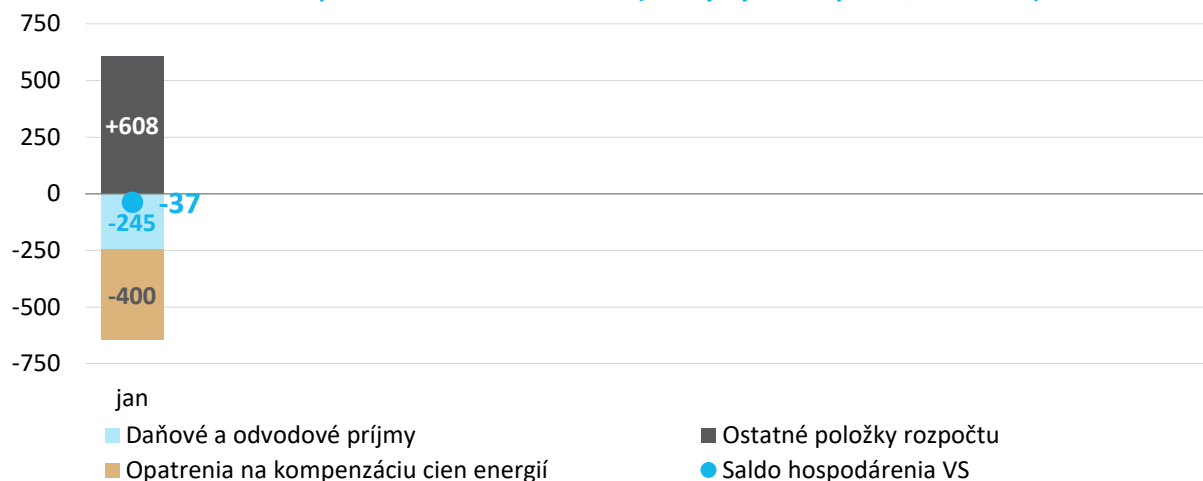 750
500
250
0
-250
-500
-750
+608
-37
-245
-400
jan
Daňové a odvodové príjmy
Ostatné položky rozpočtu
Opatrenia na kompenzáciu cien energií
Saldo hospodárenia VS